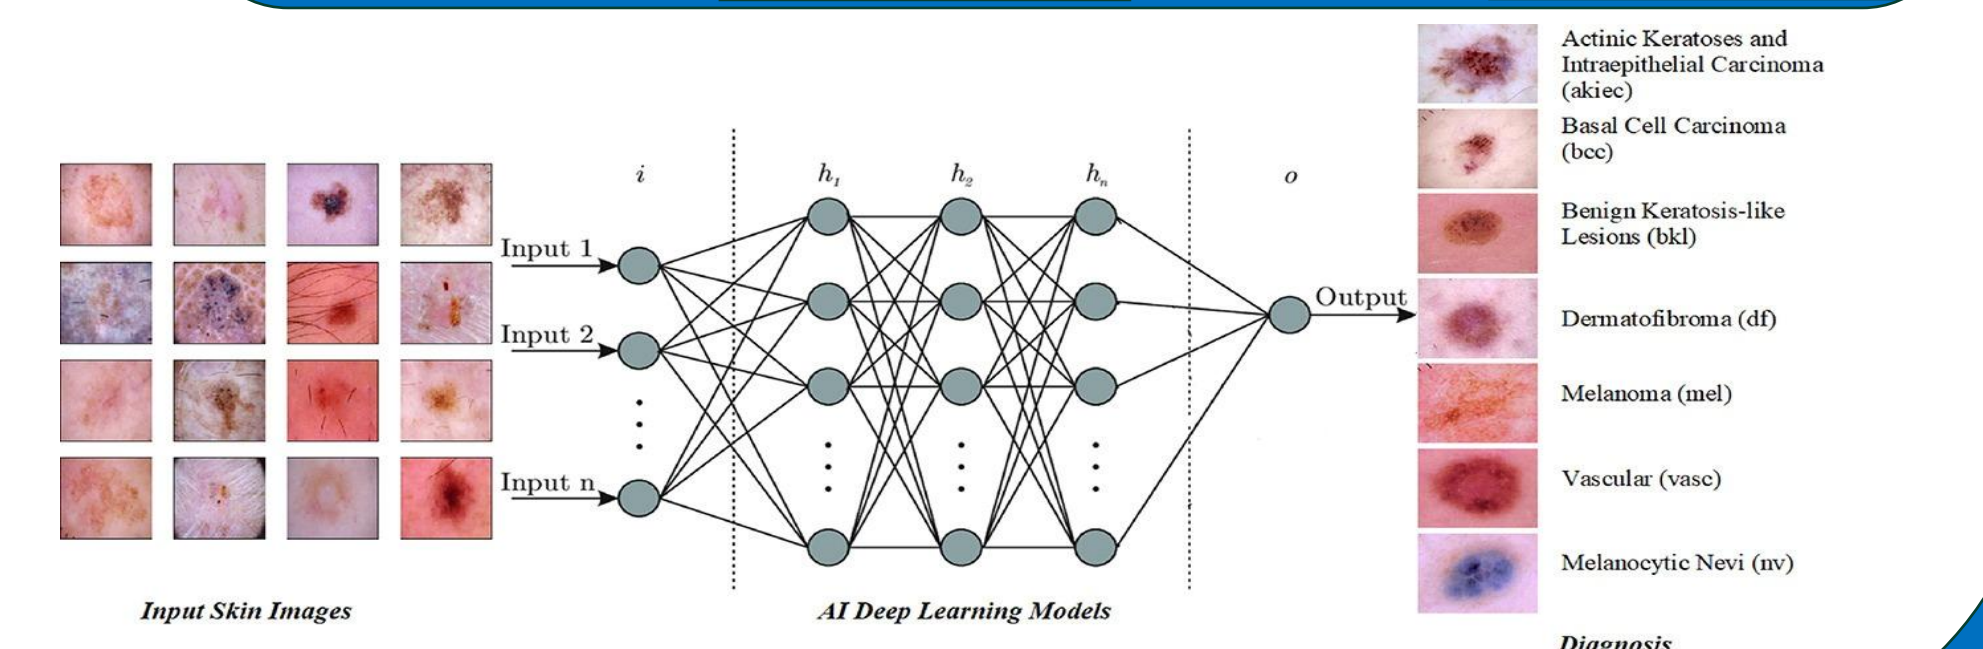 Input 1
Input 2
Input n
i
h1
h2
hn
o
Output
Actinic Keratoses and
Intraepithelial Carcinoma
(akiec)
Basal Cell Carcinoma
(bcc)
Benign Keratosis-like
Lesions (bkl)
Dermatofibroma (df)
Melanoma (mel)
Vascular (vasc)
Melanocytic Nevi (nv)
Input Skin Images
AI Deep Learning Models
Diagnosis